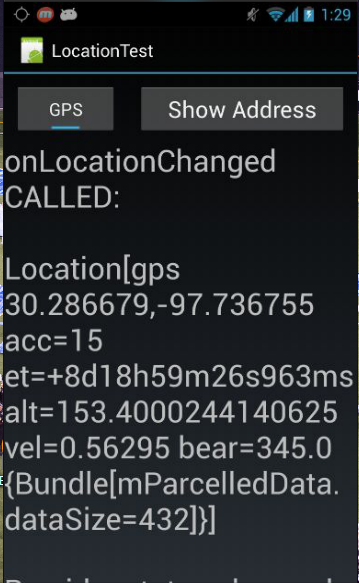 1:29
LocationTest
GPS
Show Address
onLocationChanged
CALLED:
Location[gps
30.286679,-97.736755
acc=15
et=+8d18h59m26s963ms
alt=153.4000244140625
vel=0.56295 bear=345.0
{Bundle[mParcelledData.
dataSize=432]}]